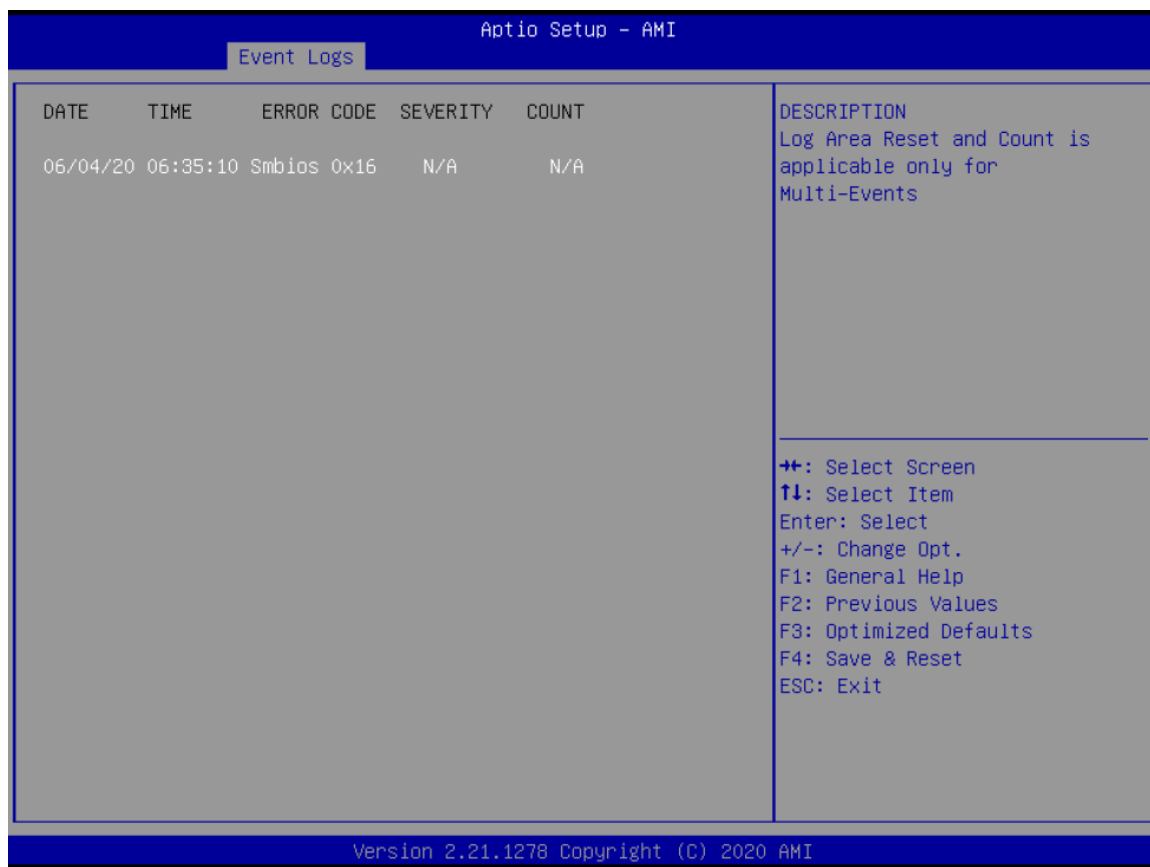 Aptio Setup - AMI
Event Logs
DATE TIME ERROR CODE SEVERITY COUNT
06/04/20 06:35:10 Smbios 0x16 N/A N/A
DESCRIPTION
Log Area Reset and Count is
applicable only for
Multi-Events
→←: Select Screen
↑↓: Select Item
Enter: Select
+/-: Change Opt.
F1: General Help
F2: Previous Values
F3: Optimized Defaults
F4: Save & Reset
ESC: Exit
Version 2.21.1278 Copyright (C) 2020 AMI